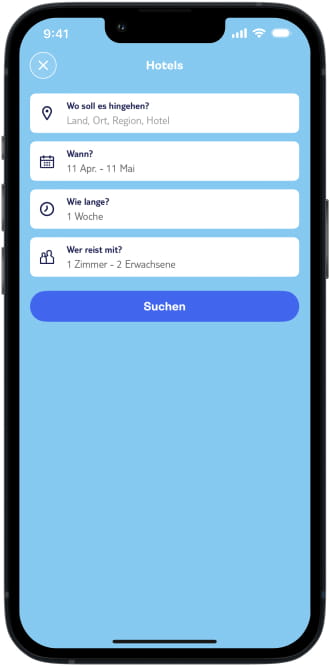 9:41
Hotels
Wo soll es hingehen?
Land, Ort, Region, Hotel
Wann?
11 Apr. - 11 Mai
Wie lange?
1 Woche
Wer reist mit?
1 Zimmer - 2 Erwachsene
Suchen